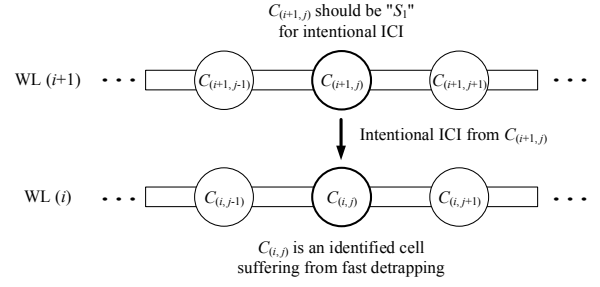 C(i+1, j) should be "S1"
for intentional ICI
WL (i+1) • • • C(i+1, j-1) C(i+1, j) C(i+1, j+1) • • •
Intentional ICI from C(i+1, j)
WL (i) • • • C(i, j-1) C(i, j) C(i, j+1) • • •
C(i, j) is an identified cell
suffering from fast detrapping